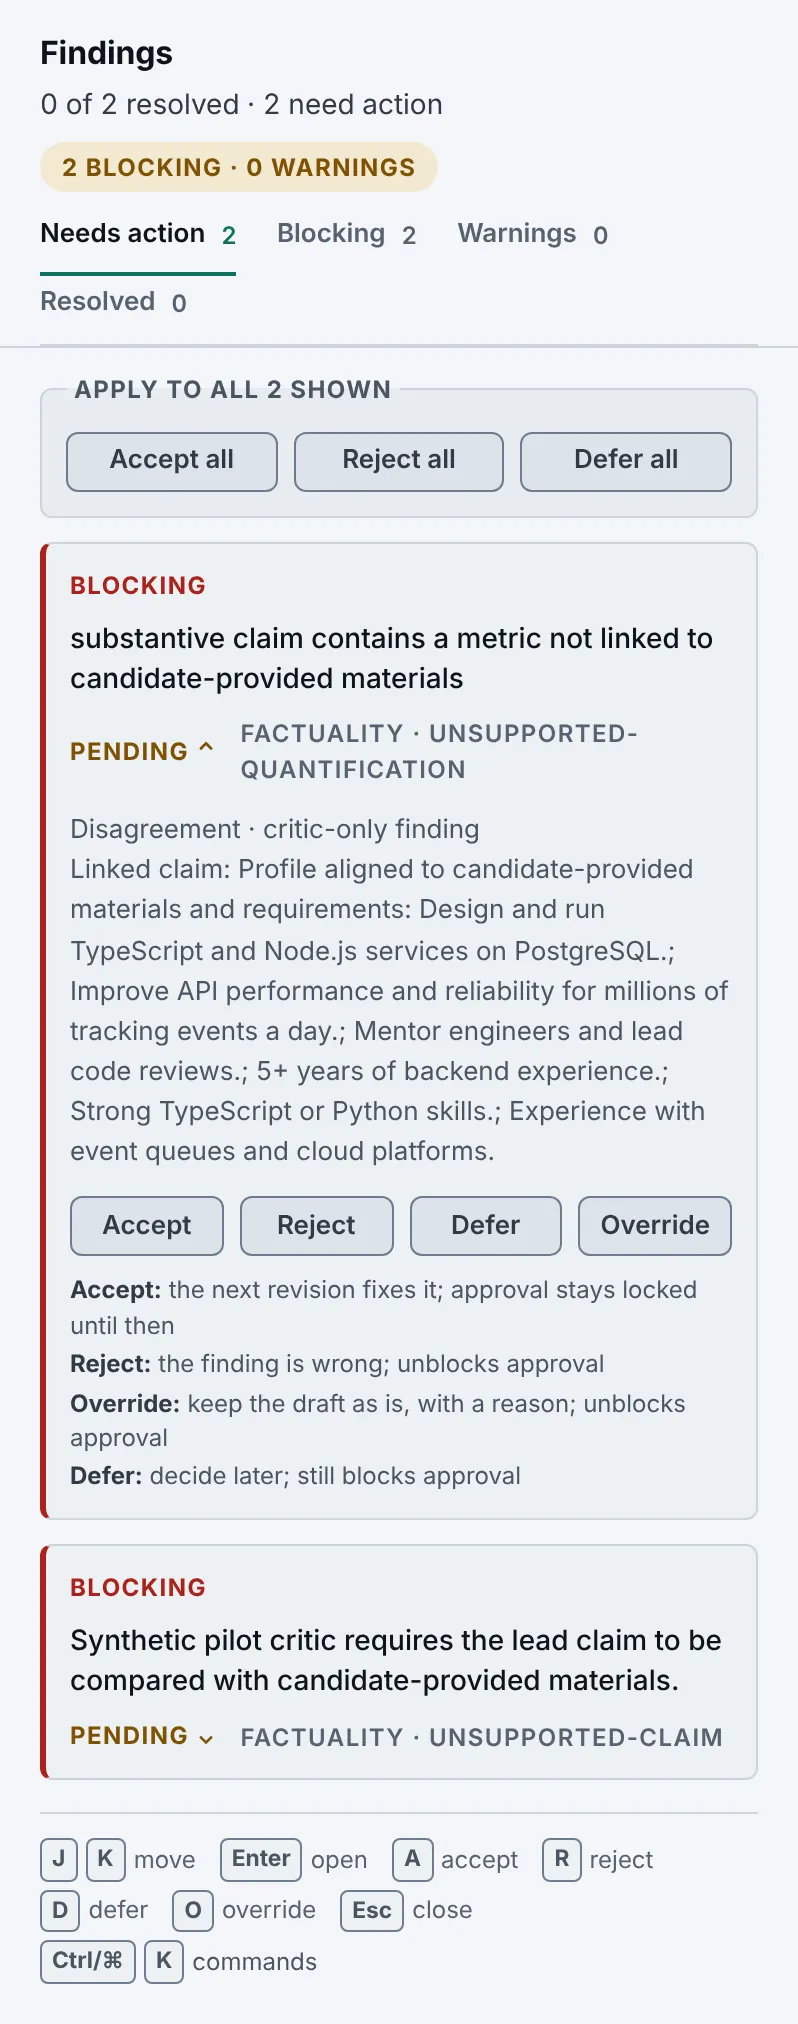 Findings
0 of 2 resolved · 2 need action
2 BLOCKING · 0 WARNINGS
Needs action 2 Blocking 2 Warnings 0
Resolved 0
APPLY TO ALL 2 SHOWN
Accept all Reject all Defer all
BLOCKING
substantive claim contains a metric not linked to
candidate-provided materials
PENDING FACTUALITY · UNSUPPORTED-
QUANTIFICATION
Disagreement · critic-only finding
Linked claim: Profile aligned to candidate-provided
materials and requirements: Design and run
TypeScript and Node.js services on PostgreSQL.;
Improve API performance and reliability for millions of
tracking events a day.; Mentor engineers and lead
code reviews.; 5+ years of backend experience.;
Strong TypeScript or Python skills.; Experience with
event queues and cloud platforms.
Accept Reject Defer Override
Accept: the next revision fixes it; approval stays locked
until then
Reject: the finding is wrong; unblocks approval
Override: keep the draft as is, with a reason; unblocks
approval
Defer: decide later; still blocks approval
BLOCKING
Synthetic pilot critic requires the lead claim to be
compared with candidate-provided materials.
PENDING FACTUALITY · UNSUPPORTED-CLAIM
J K move Enter open A accept R reject
D defer O override Esc close
Ctrl/⌘ K commands